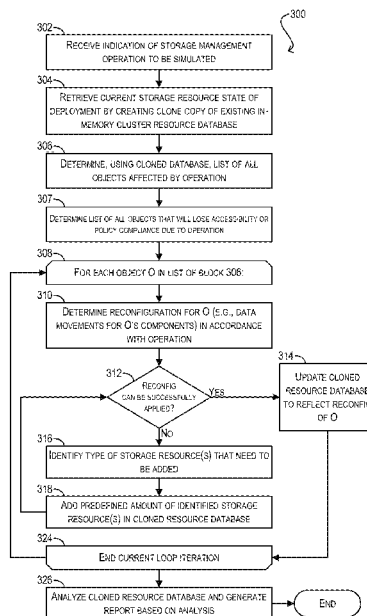 300
302
RECEIVE INDICATION OF STORAGE MANAGEMENT
OPERATION TO BE SIMULATED
304
RETRIEVE CURRENT STORAGE RESOURCE STATE OF
DEPLOYMENT BY CREATING CLONE COPY OF EXISTING IN-
MEMORY CLUSTER RESOURCE DATABASE
306
DETERMINE, USING CLONED DATABASE, LIST OF ALL
OBJECTS AFFECTED BY OPERATION
307
DETERMINE LIST OF ALL OBJECTS THAT WILL LOSE ACCESSIBILITY OR
POLICY COMPLIANCE DUE TO OPERATION
308
FOR EACH OBJECT O IN LIST OF BLOCK 306:
310
DETERMINE RECONFIGURATION FOR O (E.G., DATA
MOVEMENTS FOR O'S COMPONENTS) IN ACCORDANCE
WITH OPERATION
312
RECONFIG
CAN BE SUCCESSFULLY
APPLIED?
YES
314
UPDATE CLONED
RESOURCE DATABASE
TO REFLECT RECONFIG
OF O
NO
316
IDENTIFY TYPE OF STORAGE RESOURCE(S) THAT NEED TO
BE ADDED
318
ADD PREDEFINED AMOUNT OF IDENTIFIED STORAGE
RESOURCE(S) IN CLONED RESOURCE DATABASE
324
END CURRENT LOOP ITERATION
326
ANALYZE CLONED RESOURCE DATABASE AND GENERATE
REPORT BASED ON ANALYSIS
END